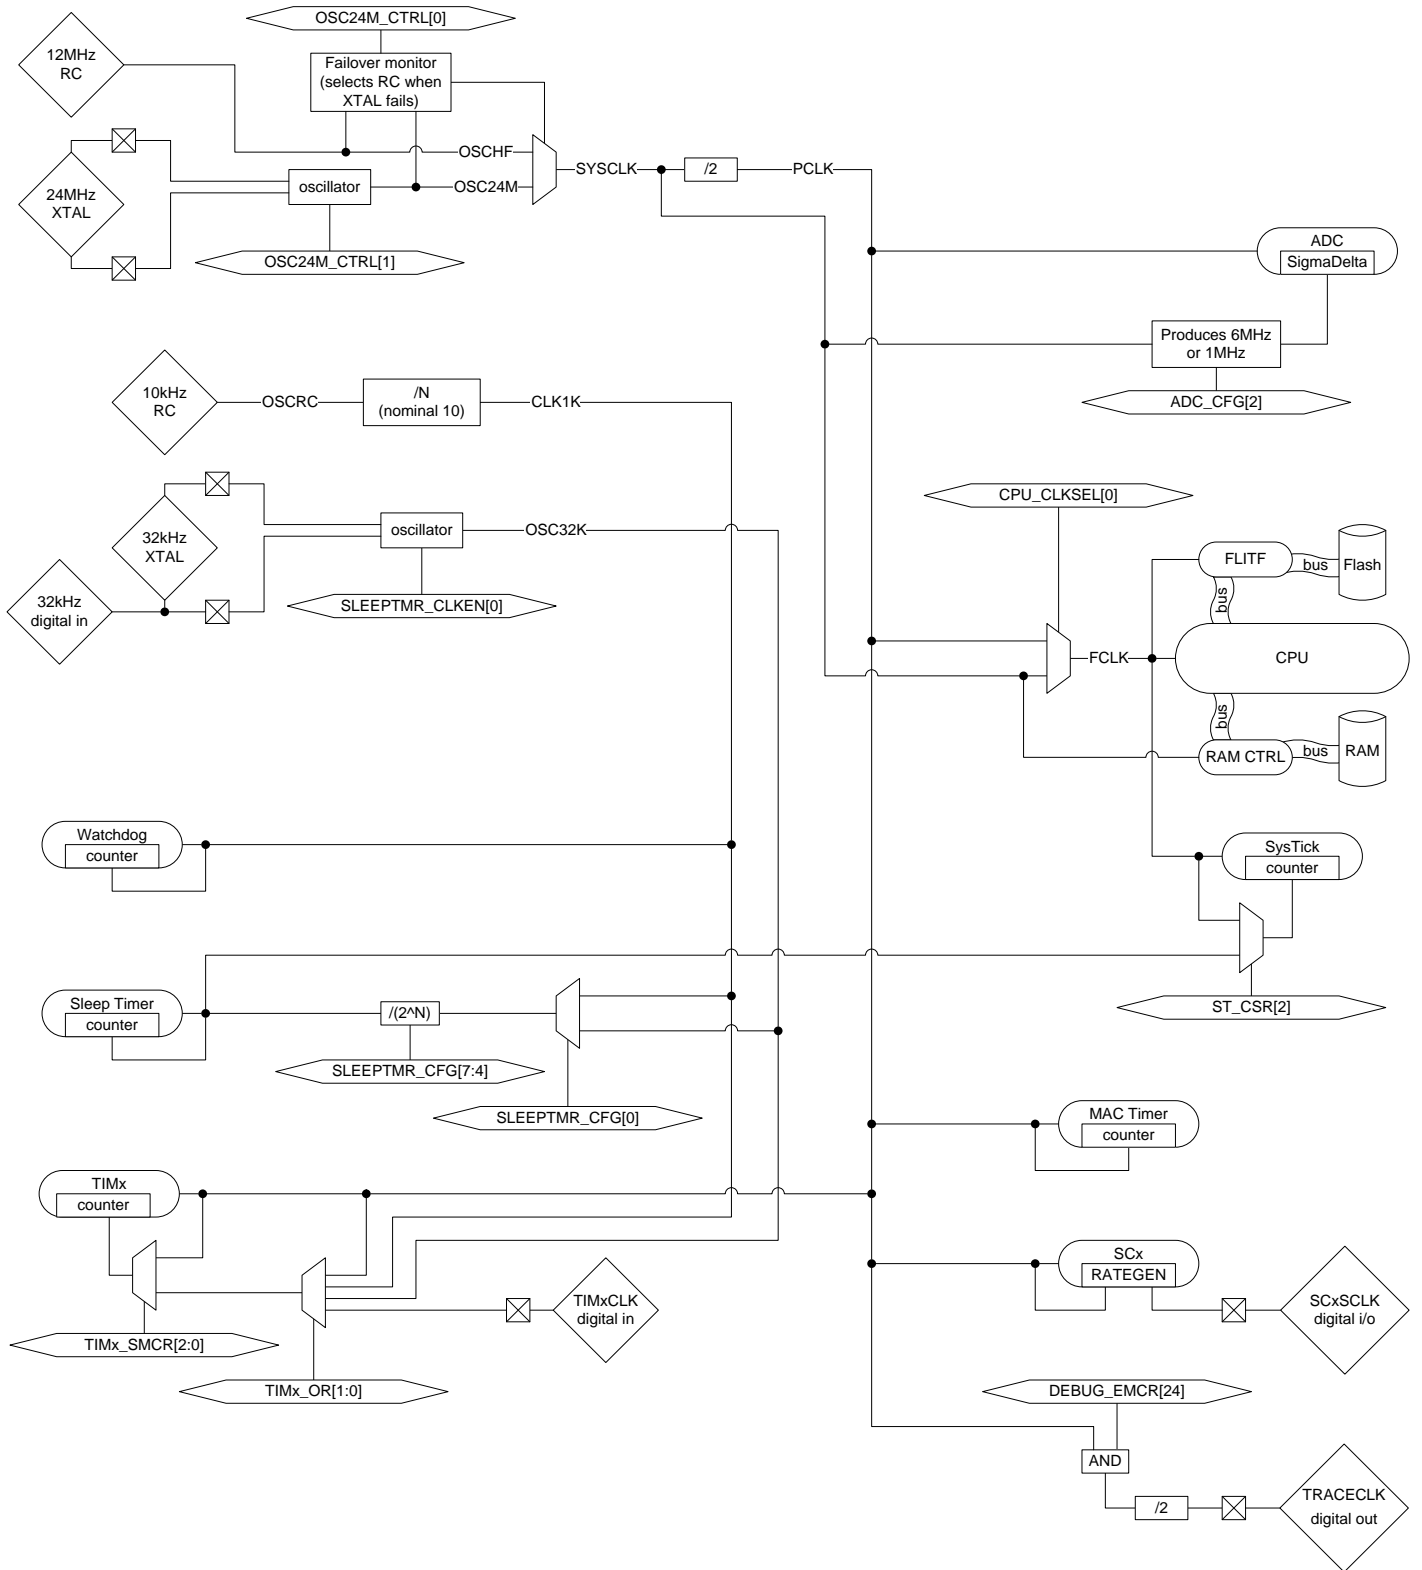 OSC24M_CTRL[0]
12MHz
RC
Failover monitor
(selects RC when
XTAL fails)
OSCHF
SYSCLK
/2
PCLK
24MHz
XTAL
oscillator
OSC24M
OSC24M_CTRL[1]
ADC
SigmaDelta
Produces 6MHz
or 1MHz
ADC_CFG[2]
10kHz
RC
OSCRC
/N
(nominal 10)
CLK1K
32kHz
XTAL
oscillator
OSC32K
32kHz
digital in
SLEEPTMR_CLKEN[0]
CPU_CLKSEL[0]
FLITF
bus
Flash
bus
FCLK
CPU
bus
RAM CTRL
bus
RAM
Watchdog
counter
SysTick
counter
ST_CSR[2]
Sleep Timer
counter
/(2^N)
SLEEPTMR_CFG[7:4]
SLEEPTMR_CFG[0]
MAC Timer
counter
TIMx
counter
TIMx_SMCR[2:0]
TIMx_OR[1:0]
TIMxCLK
digital in
SCx
RATEGEN
SCxSCLK
digital i/o
DEBUG_EMCR[24]
AND
/2
TRACECLK
digital out